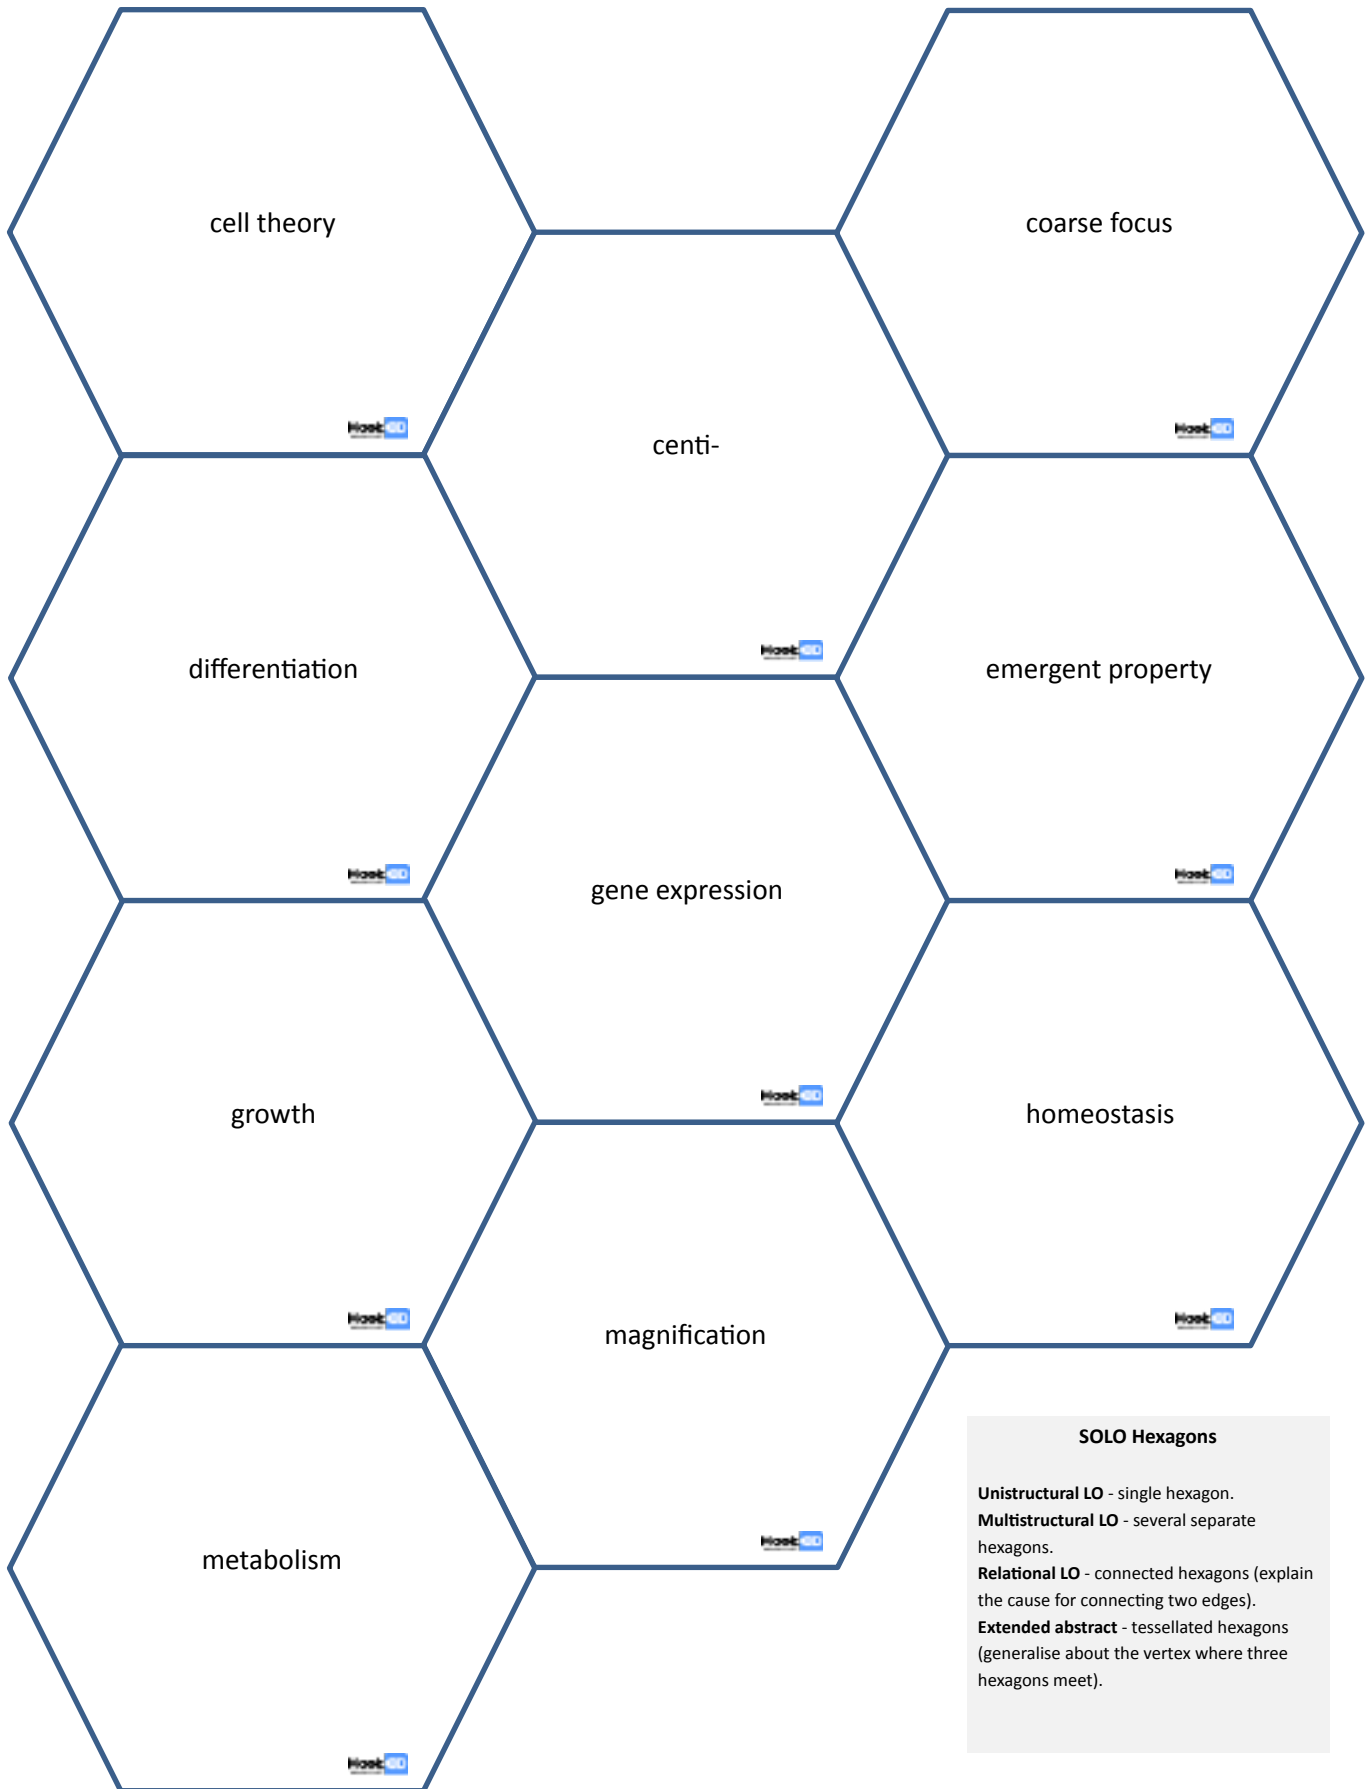 cell theory
coarse focus
centi-
differentiation
emergent property
gene expression
growth
homeostasis
magnification
metabolism
SOLO Hexagons
Unistructural LO - single hexagon.
Multistructural LO - several separate
hexagons.
Relational LO - connected hexagons (explain
the cause for connecting two edges).
Extended abstract - tessellated hexagons
(generalise about the vertex where three
hexagons meet).